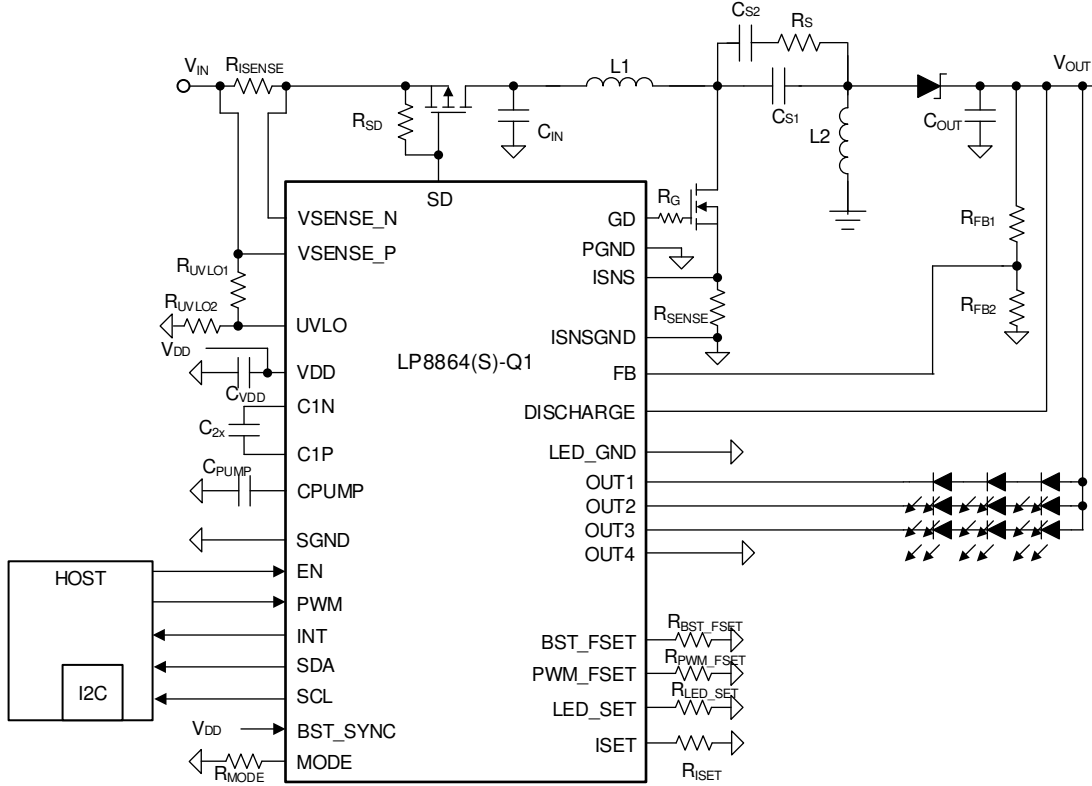 CS2
RS
VIN
RISENSE
L1
VOUT
RSD
CIN
CS1
L2
COUT
SD
RG
VSENSE_N
GD
RFB1
VSENSE_P
PGND
RUVLO1
ISNS
RUVLO2
RSENSE
RFB2
UVLO
ISNSGND
VDD
LP8864(S)-Q1
VDD
FB
CVDD
C1N
DISCHARGE
C2x
C1P
LED_GND
CPUMP
OUT1
CPUMP
OUT2
OUT3
SGND
OUT4
HOST
EN
PWM
RBST_FSET
INT
BST_FSET
RPWM_FSET
SDA
PWM_FSET
I2C
RLED_SET
SCL
LED_SET
VDD
BST_SYNC
ISET
MODE
RMODE
RISET